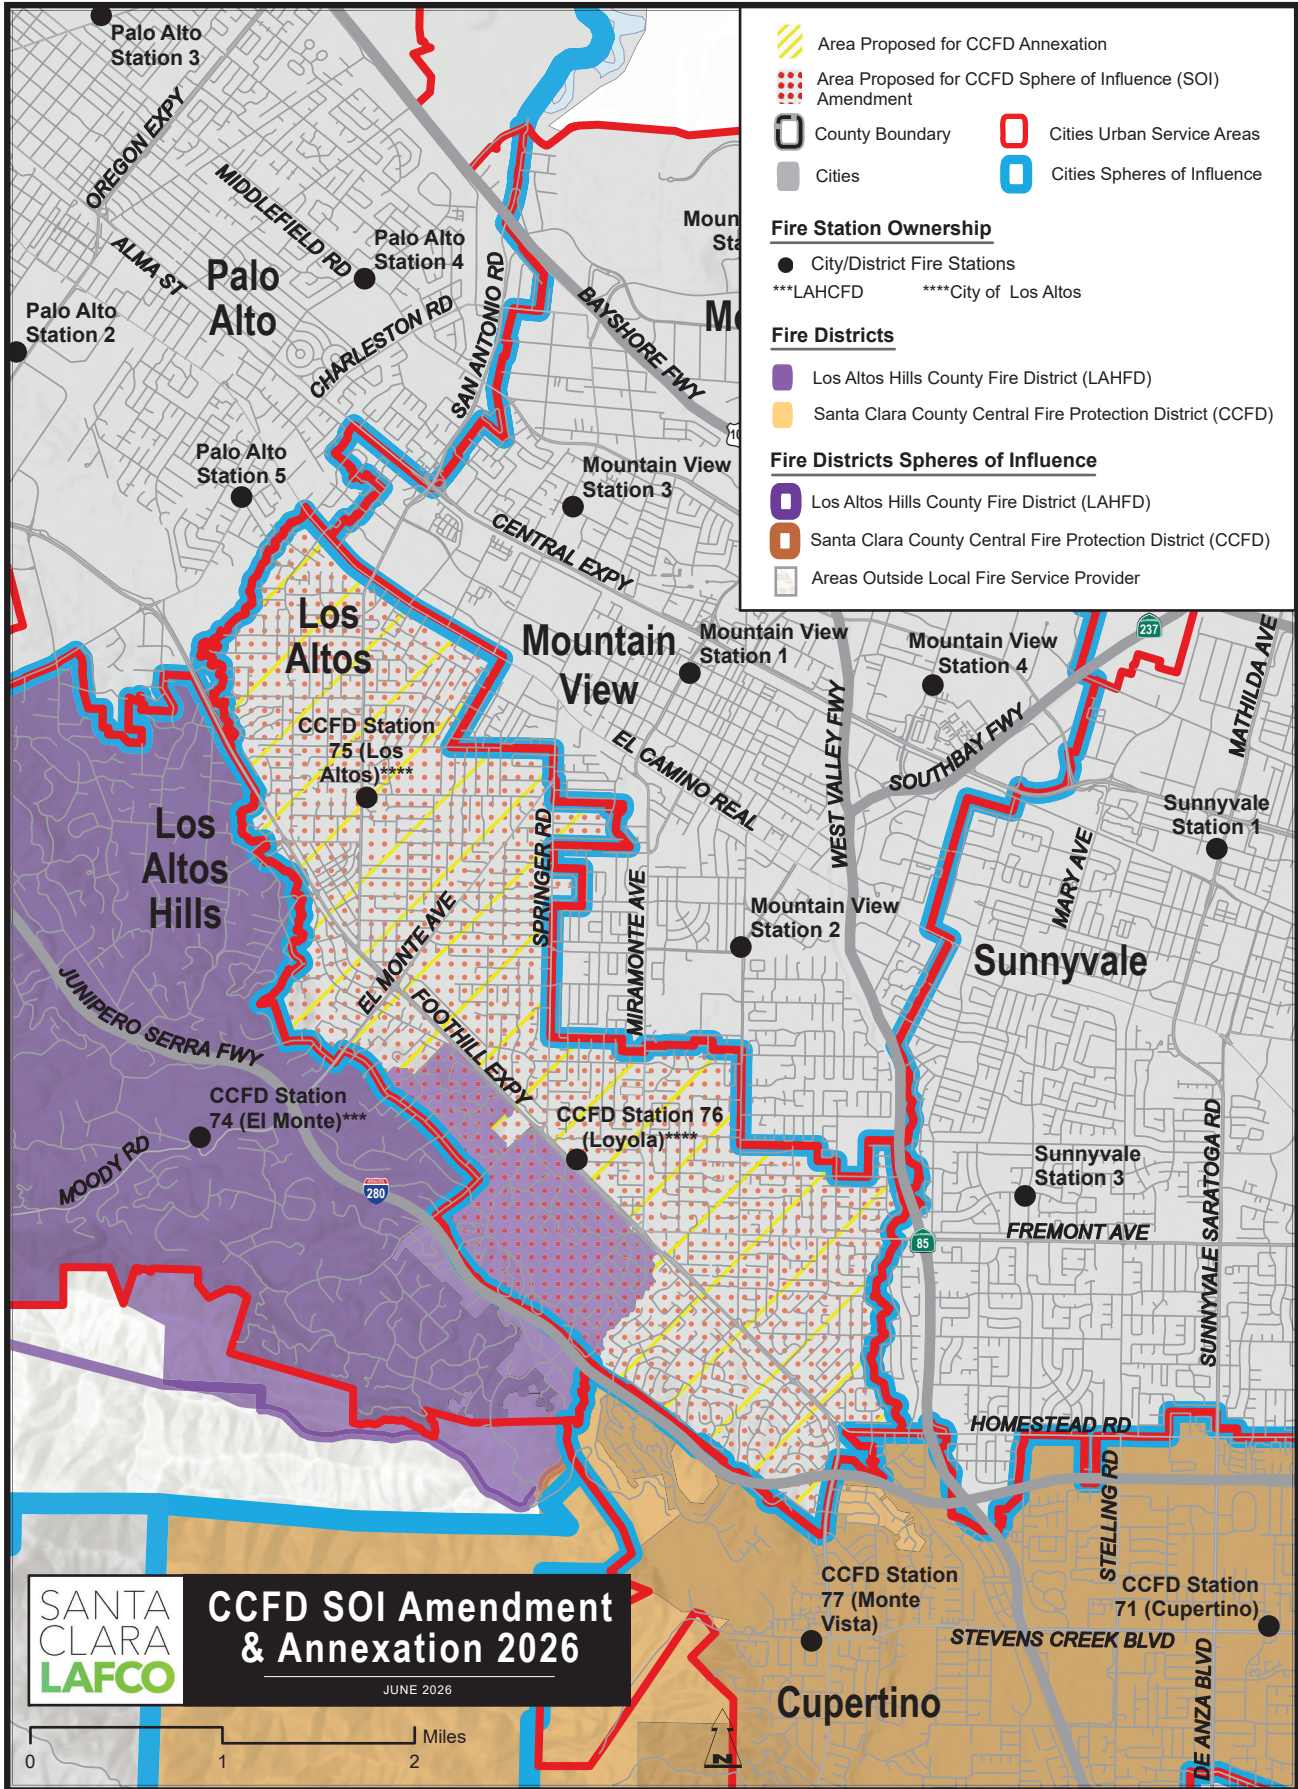 Palo Alto
Station 3
OREGON EXPY
MIDDLEFIELD RD
ALMA ST
Palo Alto
Station 4
Palo
Alto
Palo Alto
Station 2
CHARLESTON RD
SAN ANTONIO RD
BAYSHORE FWY
Palo Alto
Station 5
Mountain View
Station 3
CENTRAL EXPY
Area Proposed for CCFD Annexation
Area Proposed for CCFD Sphere of Influence (SOI)
Amendment
County Boundary
Cities Urban Service Areas
Cities
Cities Spheres of Influence
Fire Station Ownership
City/District Fire Stations
***LAHCFD
****City of Los Altos
Fire Districts
Los Altos Hills County Fire District (LAHFD)
Santa Clara County Central Fire Protection District (CCFD)
Fire Districts Spheres of Influence
Los Altos Hills County Fire District (LAHFD)
Santa Clara County Central Fire Protection District (CCFD)
Areas Outside Local Fire Service Provider
Los
Altos
Mountain
View
Mountain View
Station 1
Mountain View
Station 4
237
MATHILDA AVE
CCFD Station
75 (Los
Altos)****
EL CAMINO REAL
WEST VALLEY FWY
SOUTHBAY FWY
Sunnyvale
Station 1
Los
Altos
Hills
SPRINGER RD
MIRAMONTE AVE
MARY AVE
Mountain View
Station 2
EL MONTE AVE
Sunnyvale
JUNIPERO SERRA FWY
FOOTHILL EXPY
CCFD Station
74 (El Monte)***
CCFD Station 76
(Loyola)****
MOODY RD
280
Sunnyvale
Station 3
FREMONT AVE
85
SUNNYVALE SARATOGA RD
HOMESTEAD RD
STELLING RD
CCFD Station
77 (Monte
Vista)
CCFD Station
71 (Cupertino)
STEVENS CREEK BLVD
DE ANZA BLVD
Cupertino
SANTA
CLARA
LAFCO
CCFD SOI Amendment
& Annexation 2026
JUNE 2026
Miles
0 1 2
N